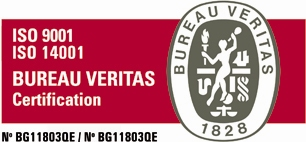 ISO 9001
ISO 14001
BUREAU VERITAS
Certification
BUREAU VERITAS
1828
Nº BG11803QE / Nº BG11803QE